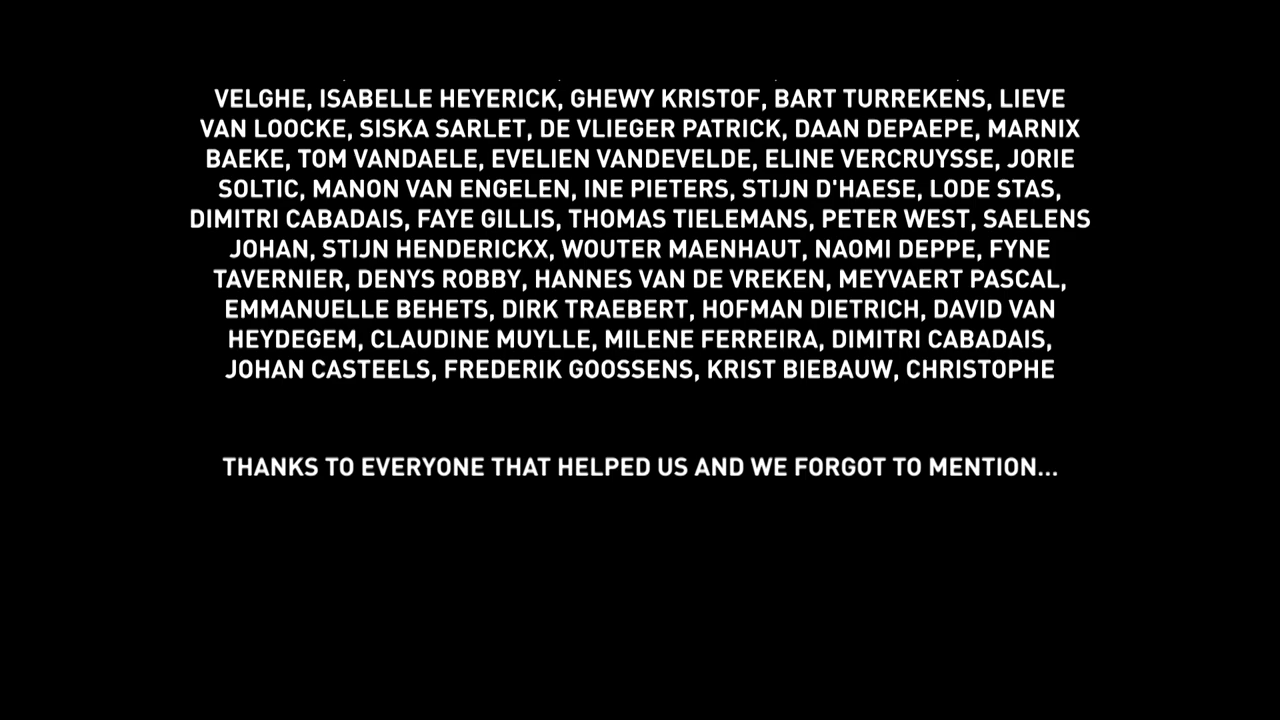 VELGHE, ISABELLE HEYERICK, GHEWY KRISTOF, BART TURREKENS, LIEVE
VAN LOOCKE, SISKA SARLET, DE VLIEGER PATRICK, DAAN DEPAEPE, MARNIX
BAEKE, TOM VANDAELE, EVELIEN VANDEVELDE, ELINE VERCRUYSSE, JORIE
SOLTIC, MANON VAN ENGELEN, INE PIETERS, STIJN D'HAESE, LODE STAS,
DIMITRI CABADAIS, FAYE GILLIS, THOMAS TIELEMANS, PETER WEST, SAELENS
JOHAN, STIJN HENDERICKX, WOUTER MAENHAUT, NAOMI DEPPE, FYNE
TAVERNIER, DENYS ROBBY, HANNES VAN DE VREKEN, MEYVAERT PASCAL,
EMMANUELLE BEHETS, DIRK TRAEBERT, HOFMAN DIETRICH, DAVID VAN
HEYDEGEM, CLAUDINE MUYLLE, MILENE FERREIRA, DIMITRI CABADAIS,
JOHAN CASTEELS, FREDERIK GOOSSENS, KRIST BIEBAUW, CHRISTOPHE
THANKS TO EVERYONE THAT HELPED US AND WE FORGOT TO MENTION...